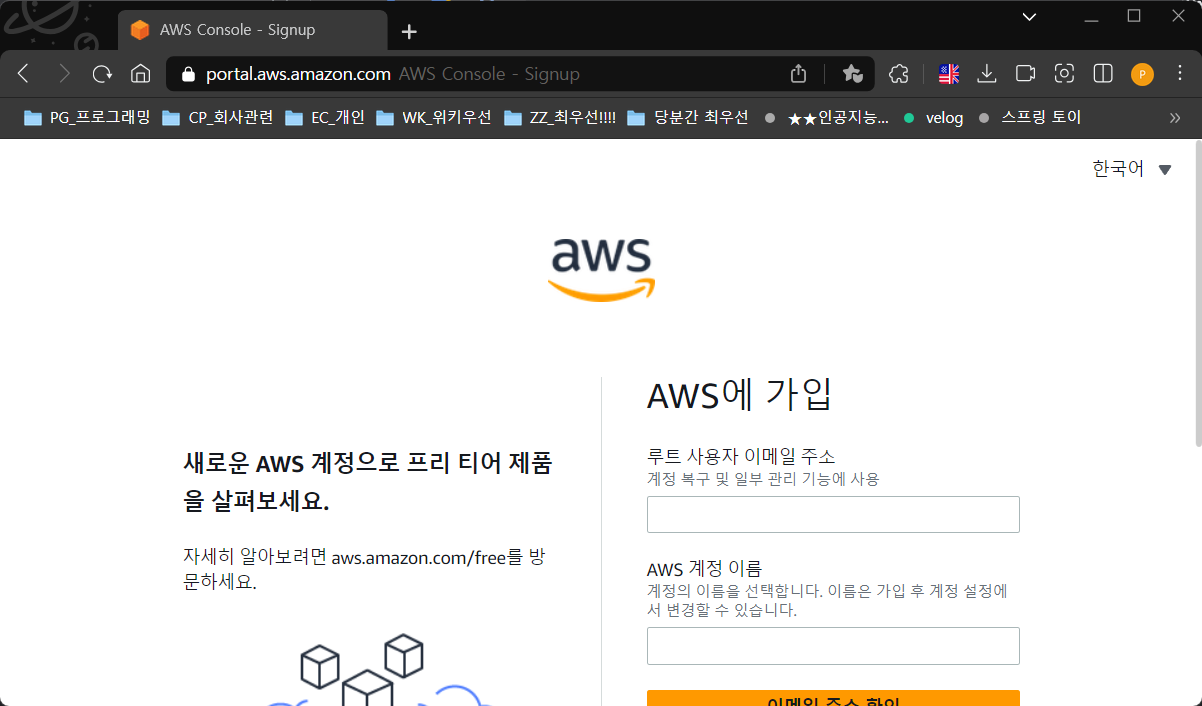 AWS Console - Signup
portal.aws.amazon.com AWS Console - Signup
P
PG_프로그래밍 CP_회사관련 EC_개인 WK_위키우선 ZZ_최우선!!!! 당분간 최우선 ★★인공지능... velog 스프링 토이
한국어
aws
AWS에 가입
새로운 AWS 계정으로 프리 티어 제품
을 살펴보세요.
자세히 알아보려면 aws.amazon.com/free를 방
문하세요.
루트 사용자 이메일 주소
계정 복구 및 일부 관리 기능에 사용
AWS 계정 이름
계정의 이름을 선택합니다. 이름은 가입 후 계정 설정에
서 변경할 수 있습니다.
이메일 주소 확인